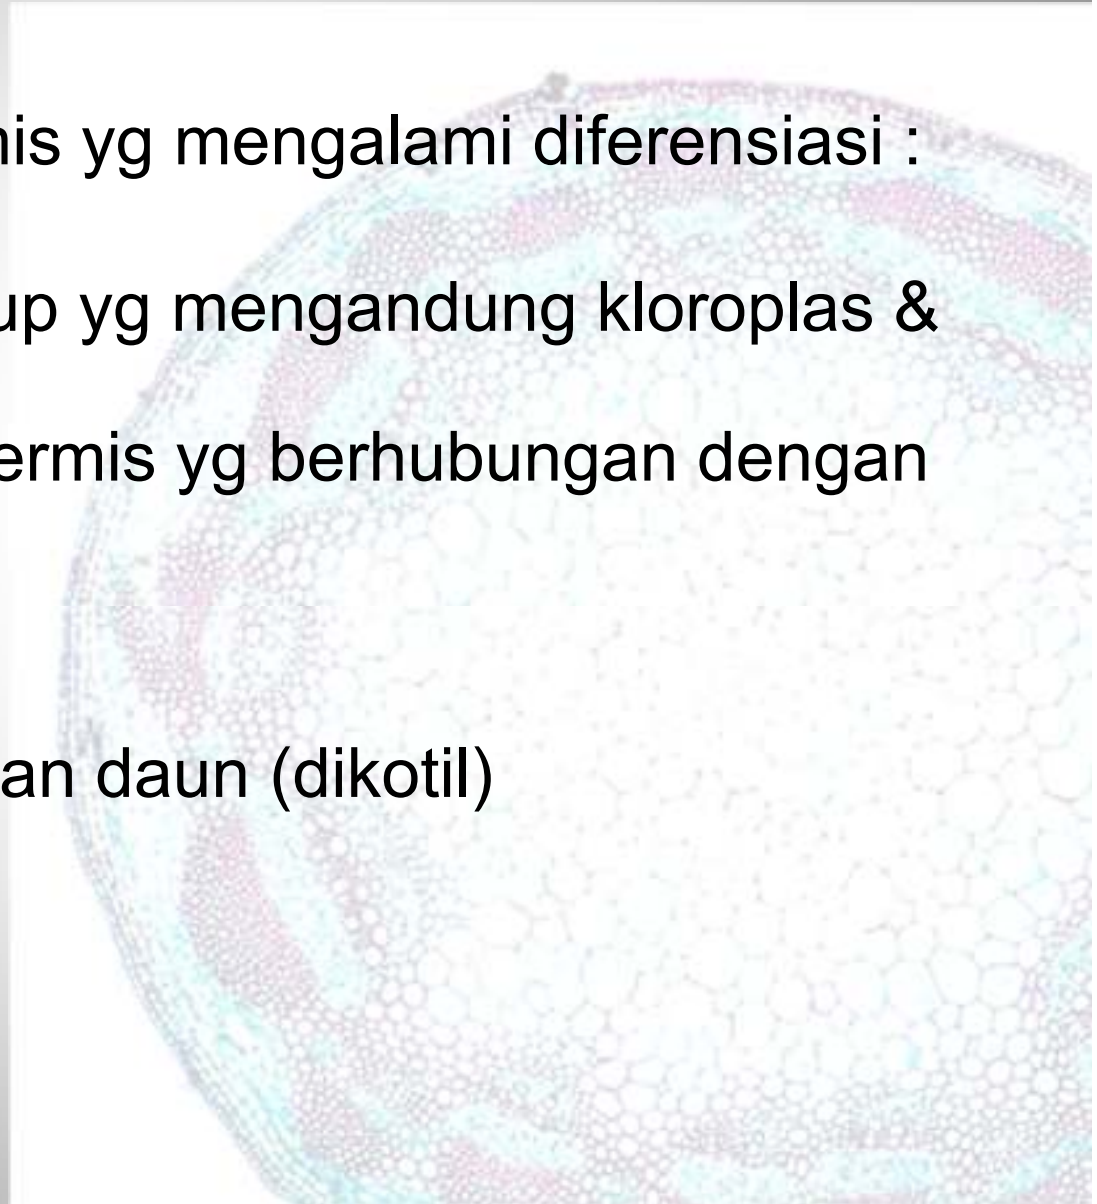 is yg mengalami diferensiasi :
up yg mengandung kloroplas &
ermis yg berhubungan dengan
an daun (dikotil)